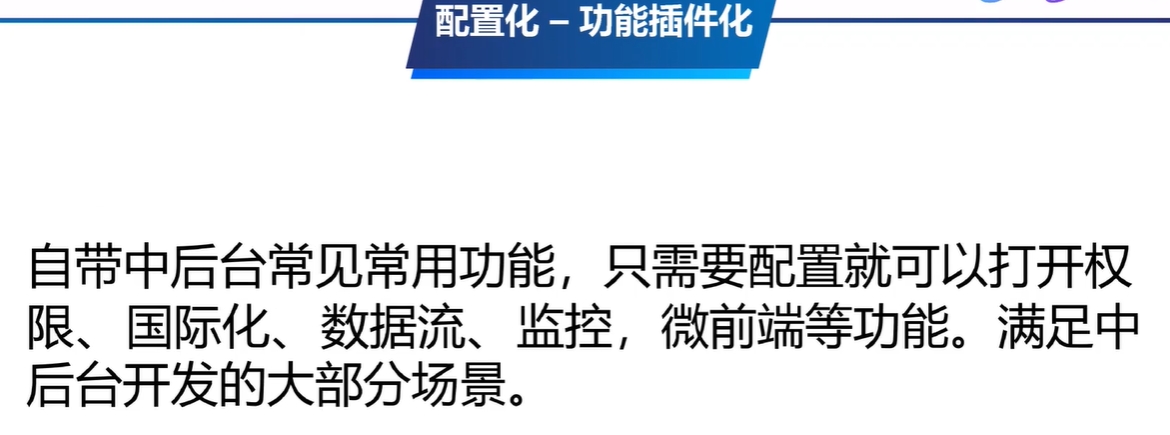 配置化 – 功能插件化
自带中后台常见常用功能，只需要配置就可以打开权
限、国际化、数据流、监控，微前端等功能。满足中
后台开发的大部分场景。